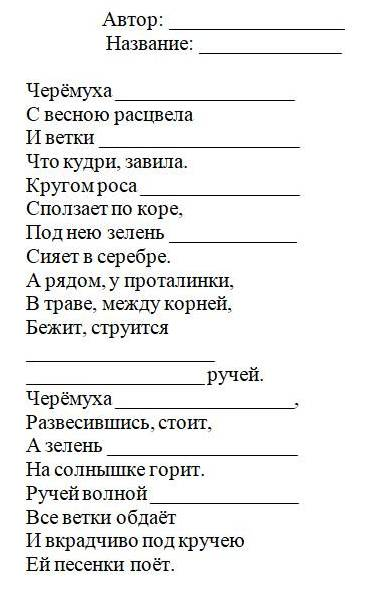 Автор: _________________
Название: ______________
Черёмуха _________________
С весною расцвела
И ветки ___________________
Что кудри, завила.
Кругом роса _______________
Сползает по коре,
Под нею зелень ____________
Сияет в серебре.
А рядом, у проталинки,
В траве, между корней,
Бежит, струится
__________________
_________________ ручей.
Черёмуха _________________,
Развесившись, стоит,
А зелень __________________
На солнышке горит.
Ручей волной ______________
Все ветки обдаёт
И вкрадчиво под кручею
Ей песенки поёт.